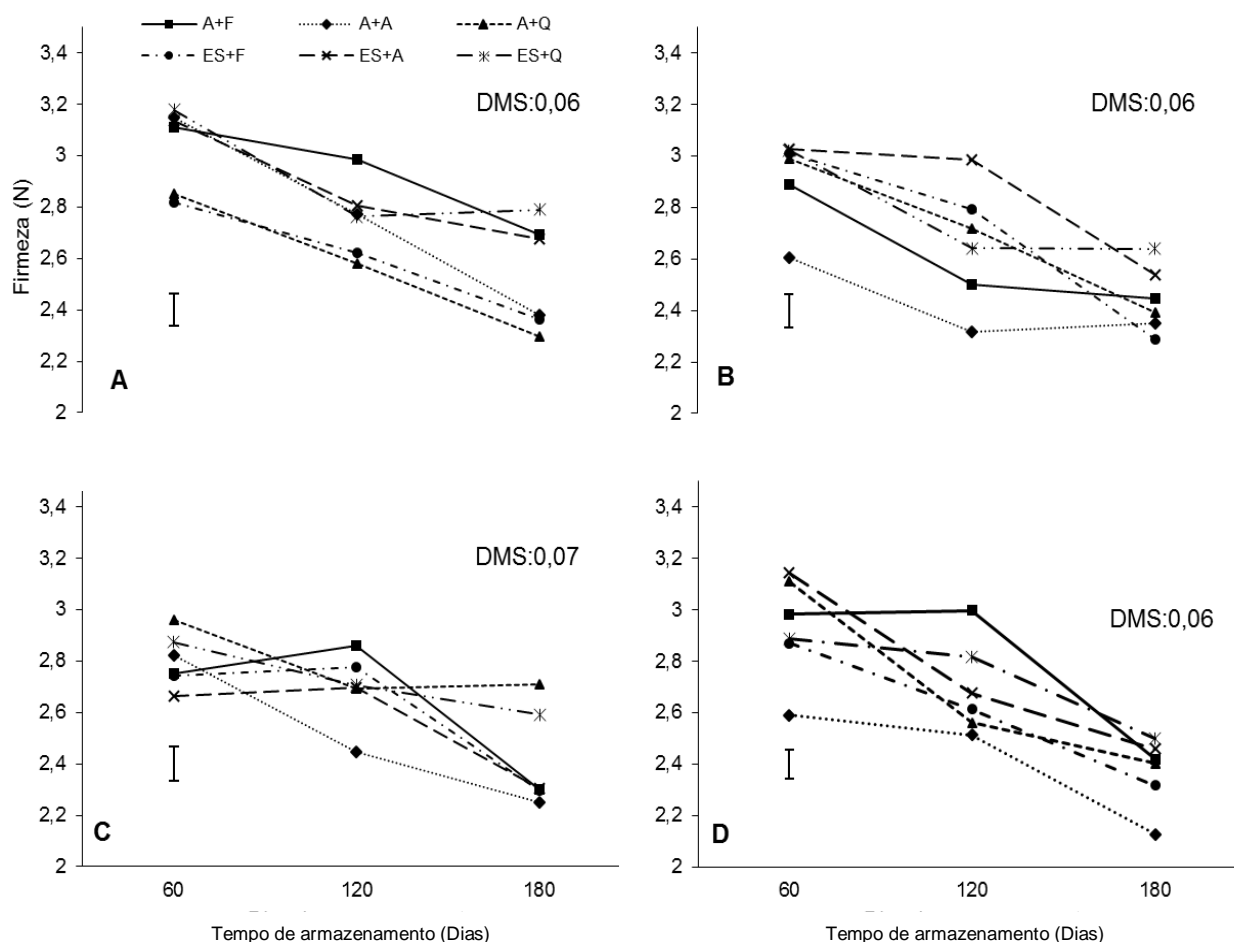 A+F A+A A+Q
ES+F ES+A ES+Q
Firmeza (N)
3,4
3,2
3
2,8
2,6
2,4
2,2
2
DMS:0,06
A
3,4
3,2
3
2,8
2,6
2,4
2,2
2
DMS:0,06
B
3,4
3,2
3
2,8
2,6
2,4
2,2
2
DMS:0,07
C
60 120 180
Tempo de armazenamento (Dias)
3,4
3,2
3
2,8
2,6
2,4
2,2
2
DMS:0,06
D
60 120 180
Tempo de armazenamento (Dias)